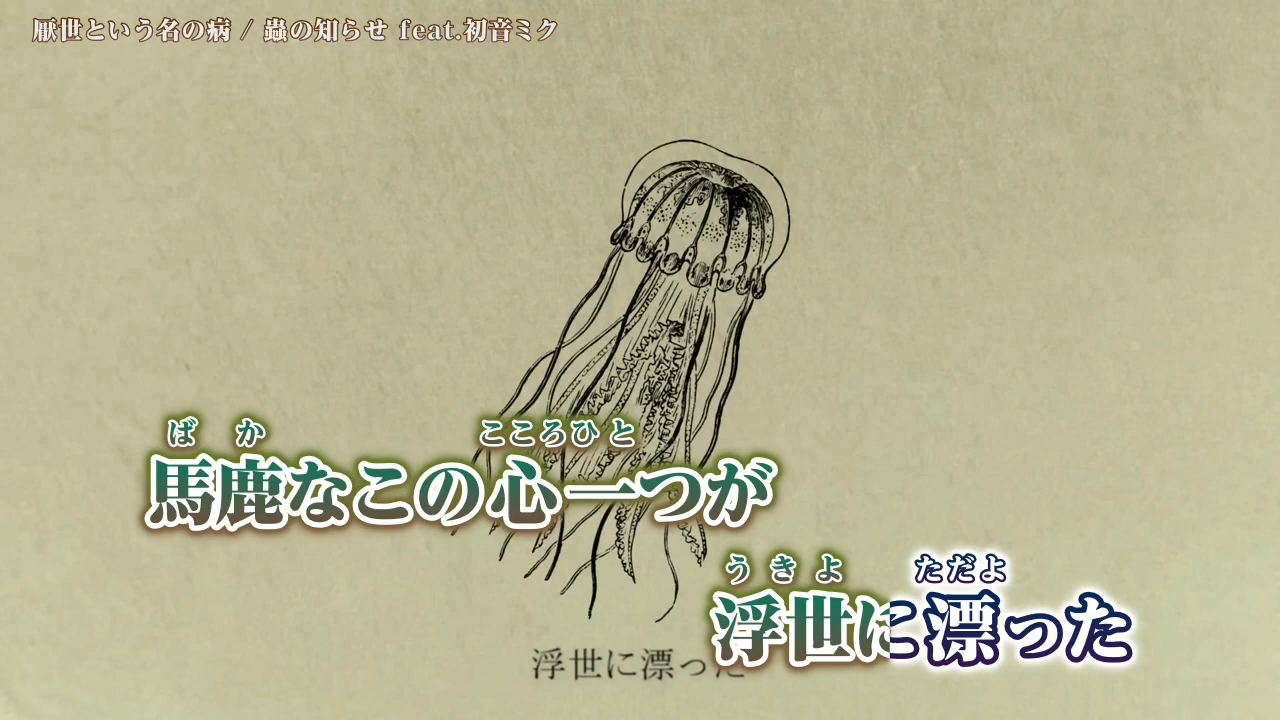 厭世という名の病 / 蟲の知らせ feat.初音ミク
ばか こころひと
馬鹿なこの心一つが
うきよ ただよ
浮世に漂った
浮世に漂った